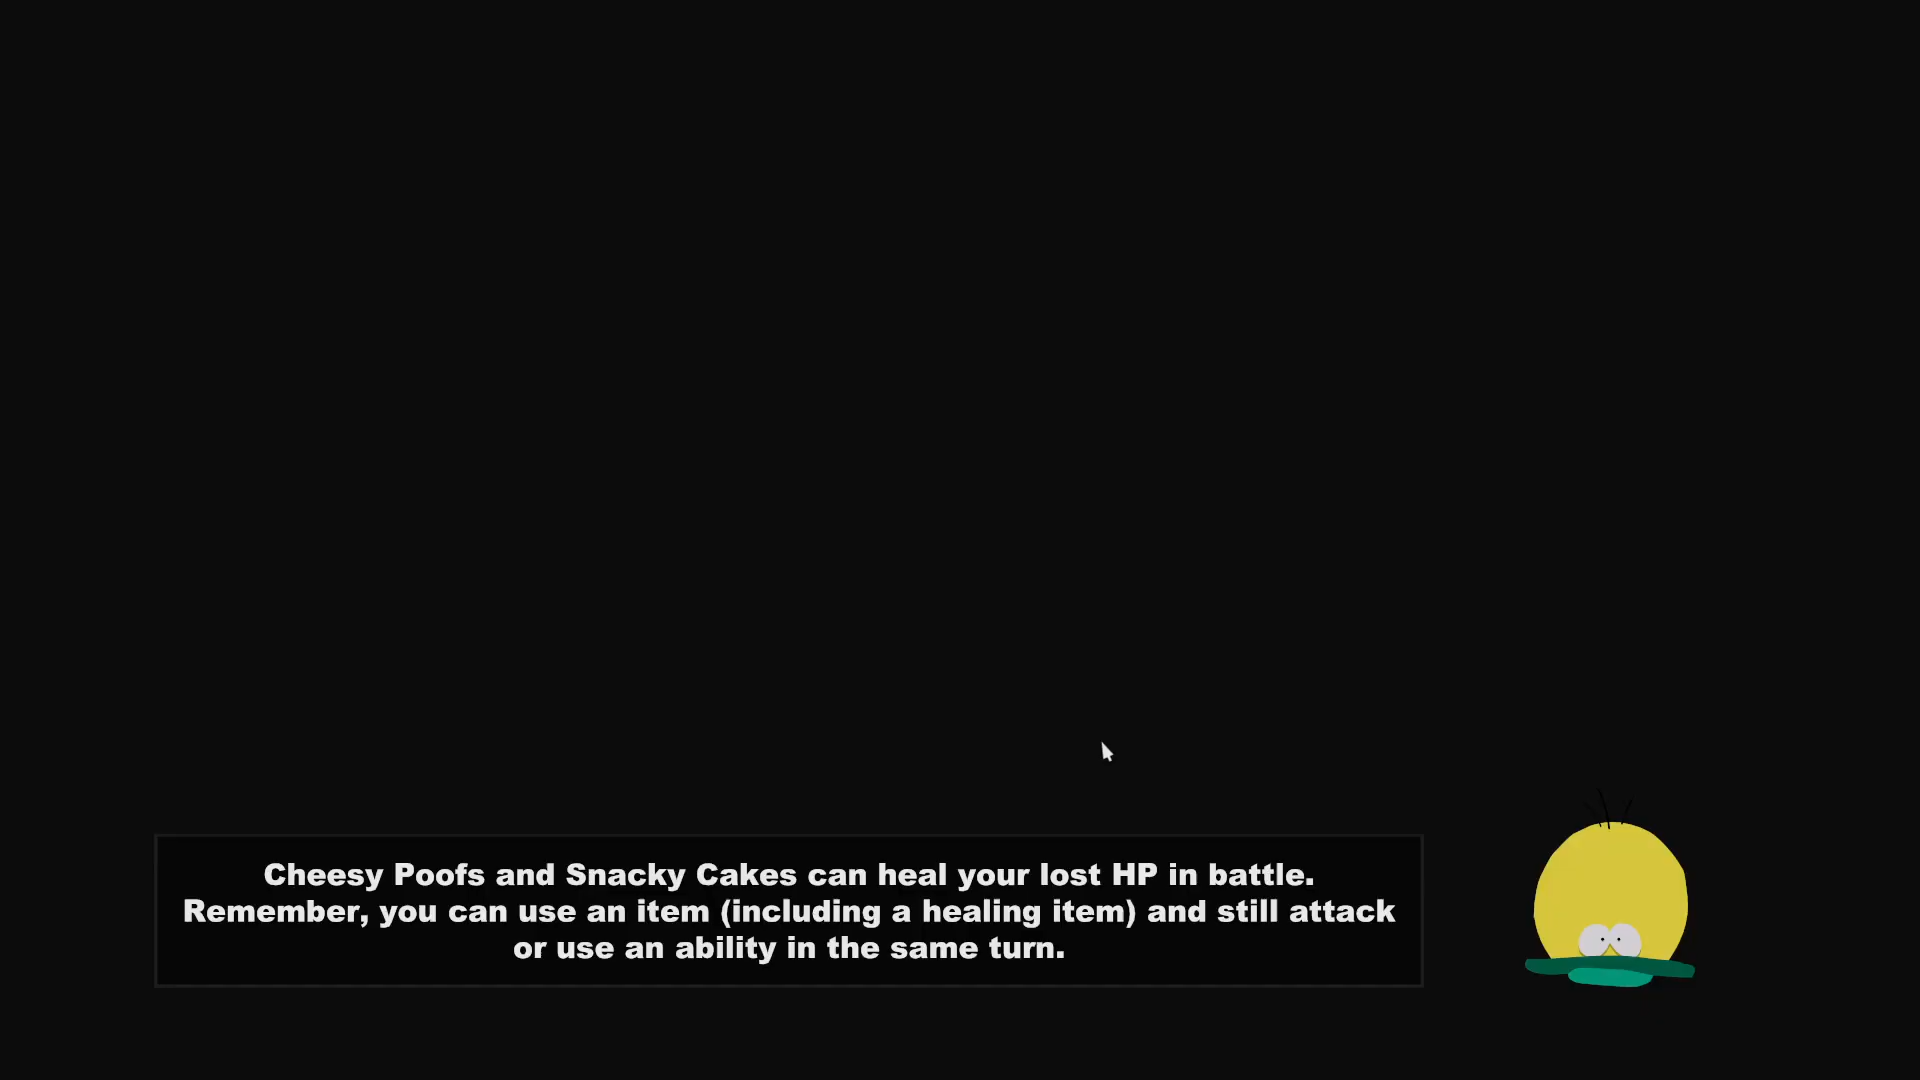 Cheesy Poofs and Snacky Cakes can heal your lost HP in battle.
Remember, you can use an item (including a healing item) and still attack
or use an ability in the same turn.